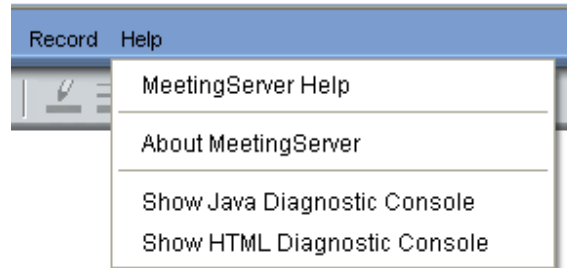 Record Help
MeetingServer Help
About MeetingServer
Show Java Diagnostic Console
Show HTML Diagnostic Console